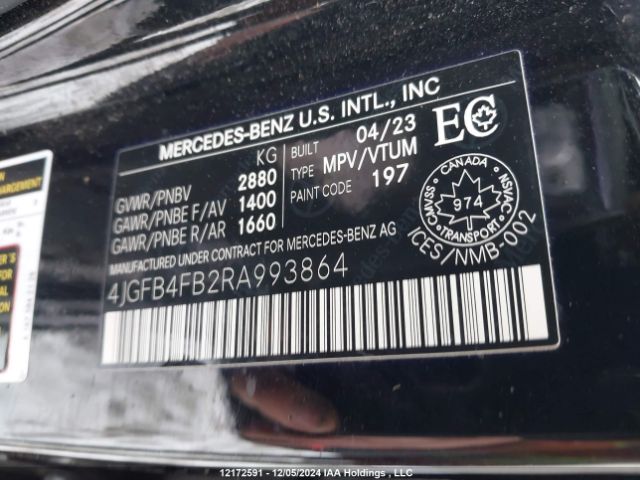 MERCEDES-BENZ U.S. INTL., INC
KG
GVWR/PNBV 2880
GAWR/PNBE F/AV 1400
GAWR/PNBE R/AR 1660
BUILT 04/23
TYPE MPV/VTUM
PAINT CODE 197
EC
CANADA
974
TRANSPORT
SVMAC
NSVAC
MANUFACTURED UNDER CONTRACT FOR MERCEDES-BENZ AG
ICES/NMB-002
4JGFB4FB2RA993864
12172591 - 12/05/2024 IAA Holdings , LLC